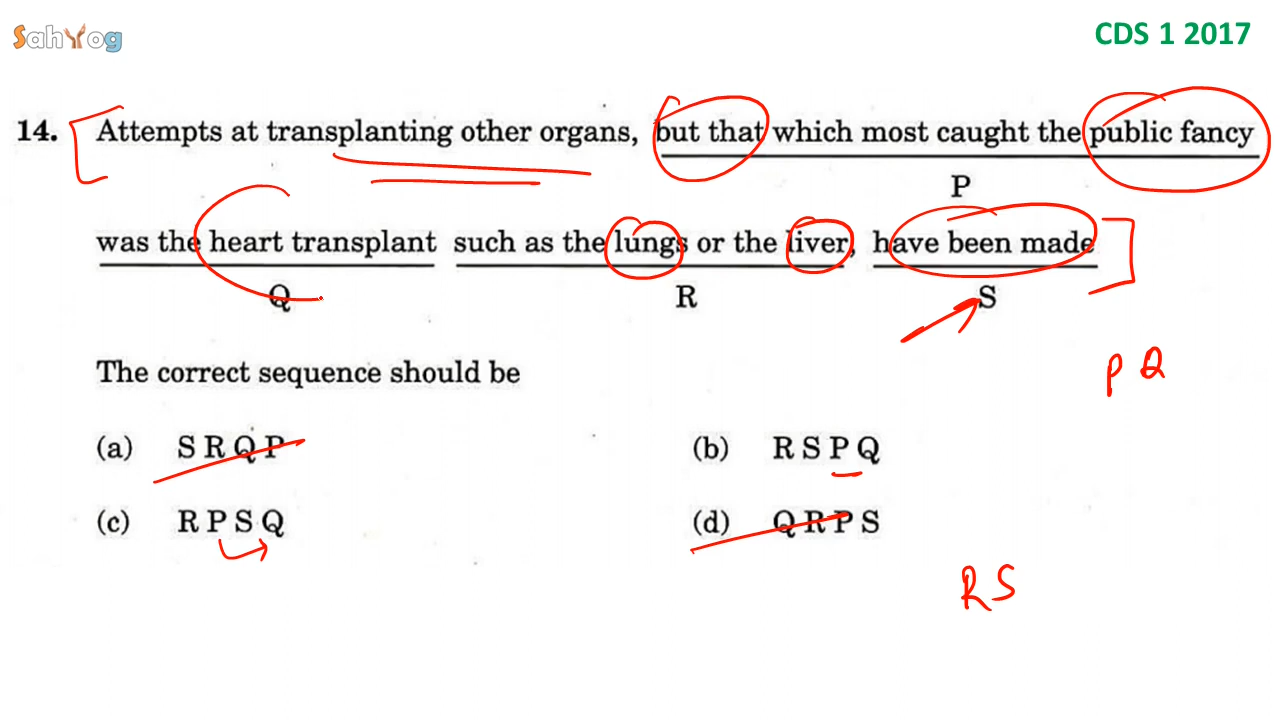 SahYog
CDS 1 2017
14. Attempts at transplanting other organs, but that which most caught the public fancy
P
was the heart transplant such as the lungs or the liver, have been made
Q R S
P Q
The correct sequence should be
(a) S R Q P (b) R S P Q
(c) R P S Q (d) Q R P S
R S